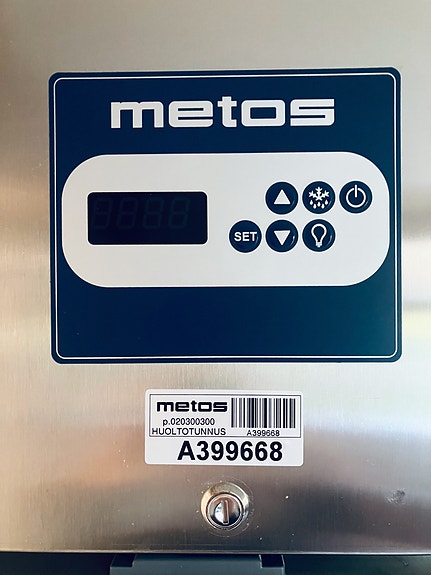 metos
SET
metos
p.020300300
HUOLTOTUNNUS A399668
A399668